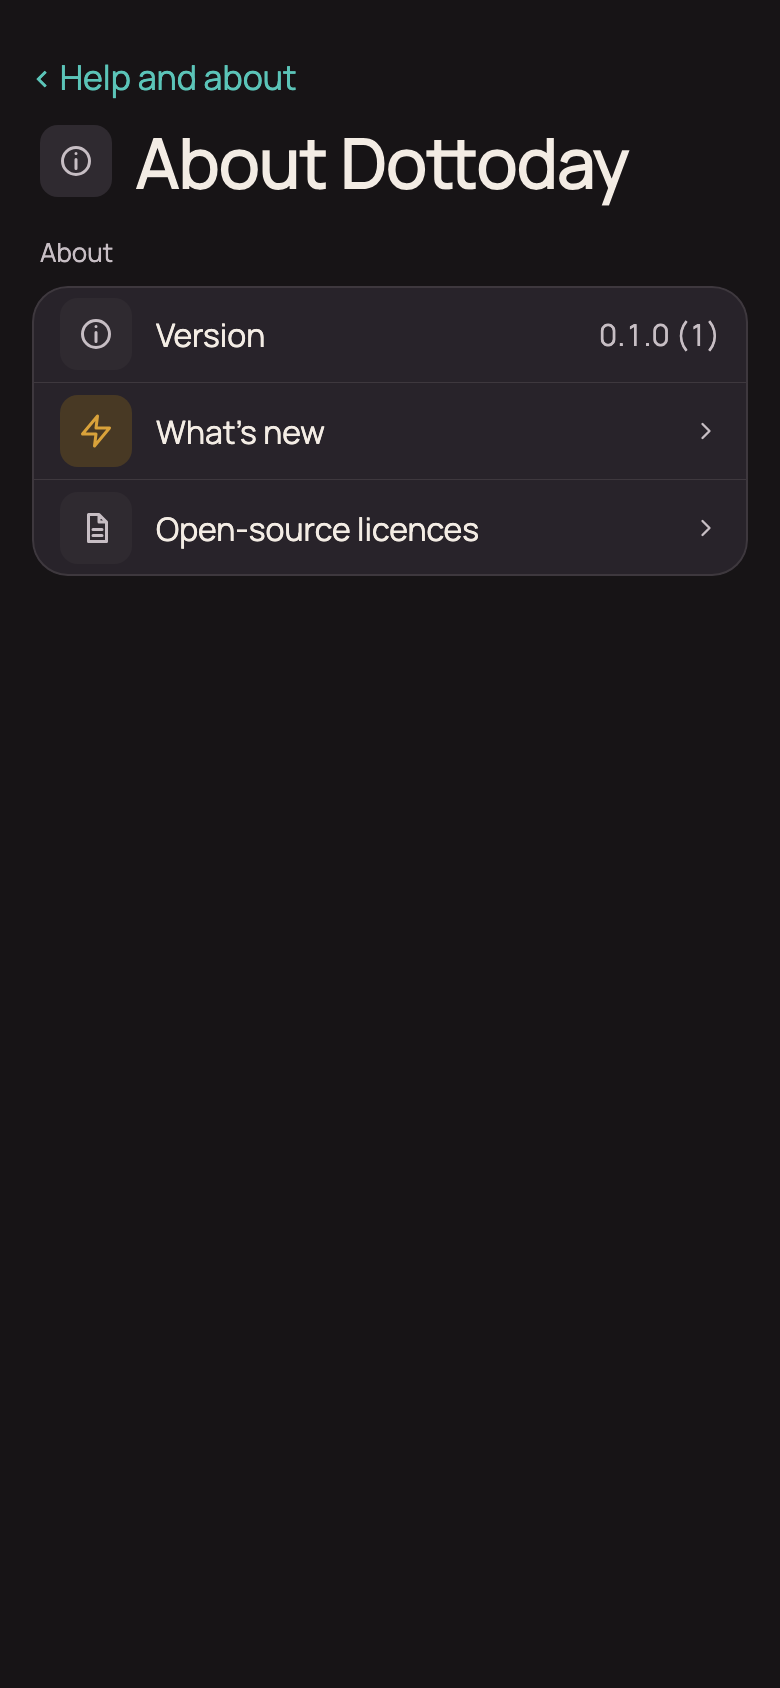 Help and about
About Dottoday
About
Version 0.1.0 (1)
What’s new
Open-source licences